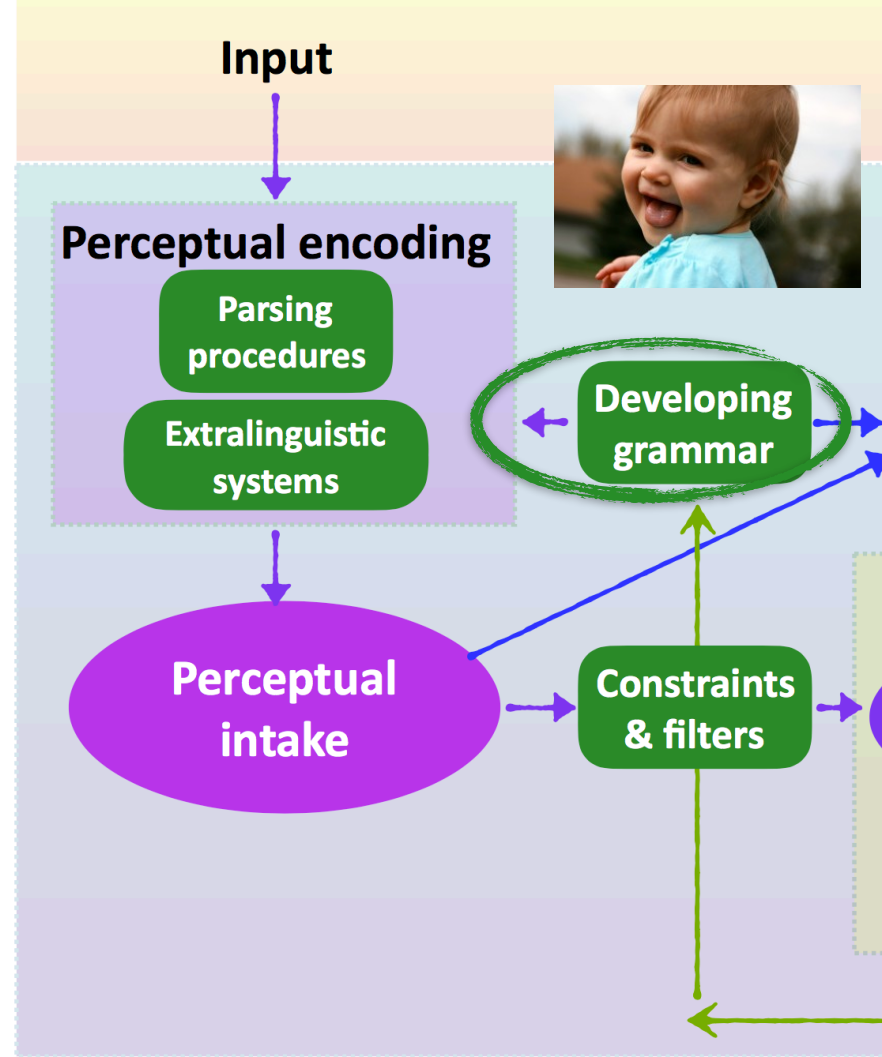 Input
Perceptual encoding
Parsing
procedures
Extralinguistic
systems
Developing
grammar
Perceptual
intake
Constraints
& filters